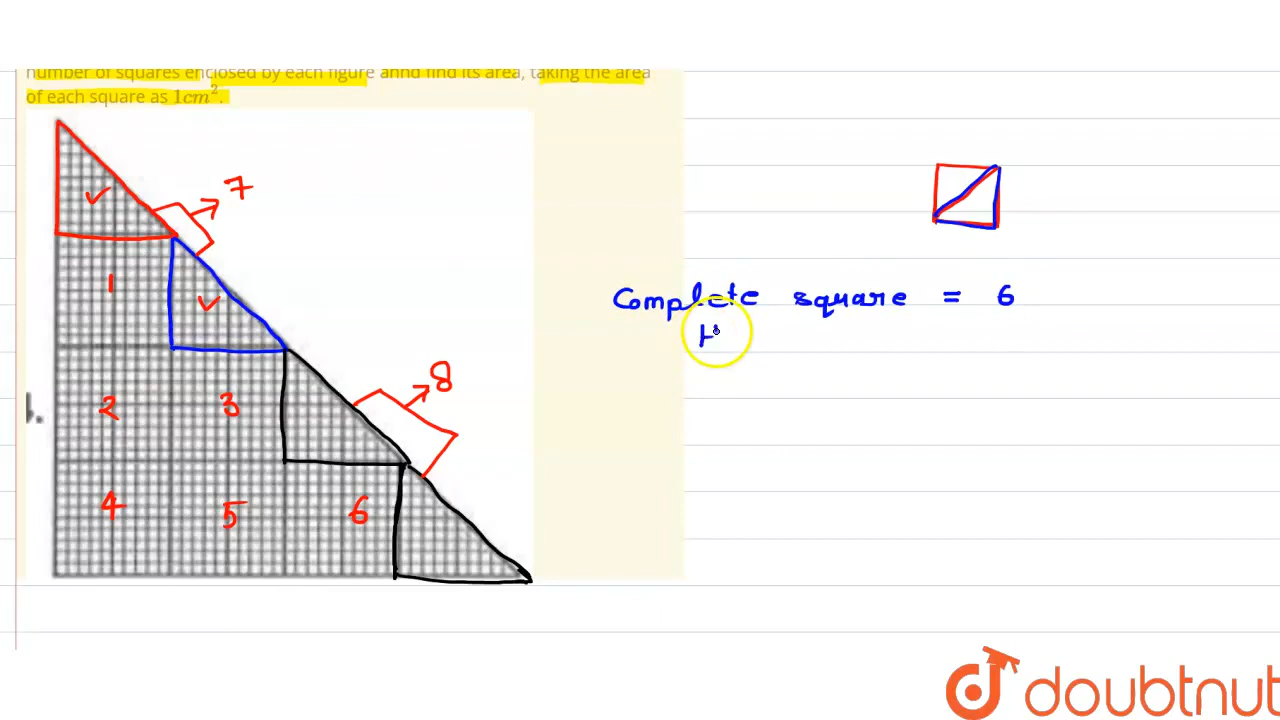 number of squares enclosed by each figure annd find its area, taking the area
of each square as 1cm².
7
1
8
2 3
4 5 6
Complete square = 6
H
doubtnut